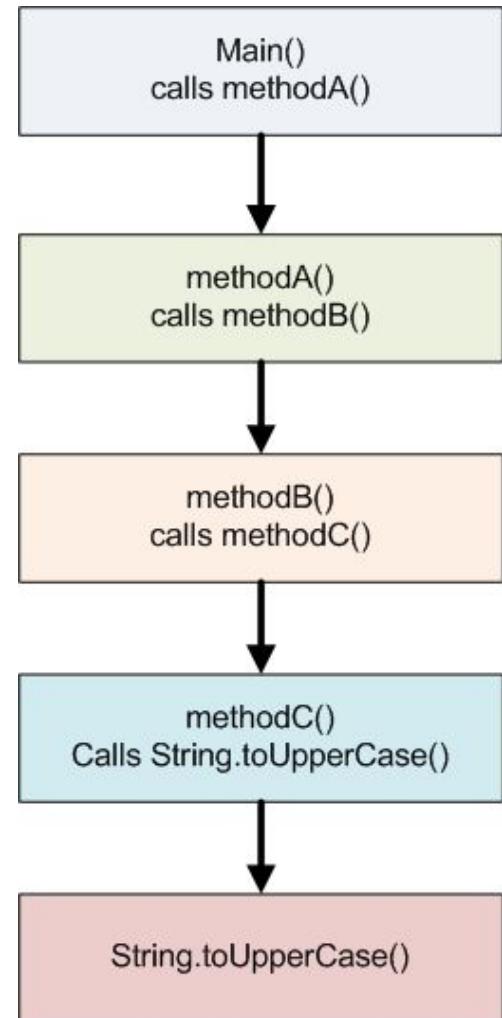 Main()
calls methodA()
methodA()
calls methodB()
methodB()
calls methodC()
methodC()
Calls String.toUpperCase()
String.toUpperCase()